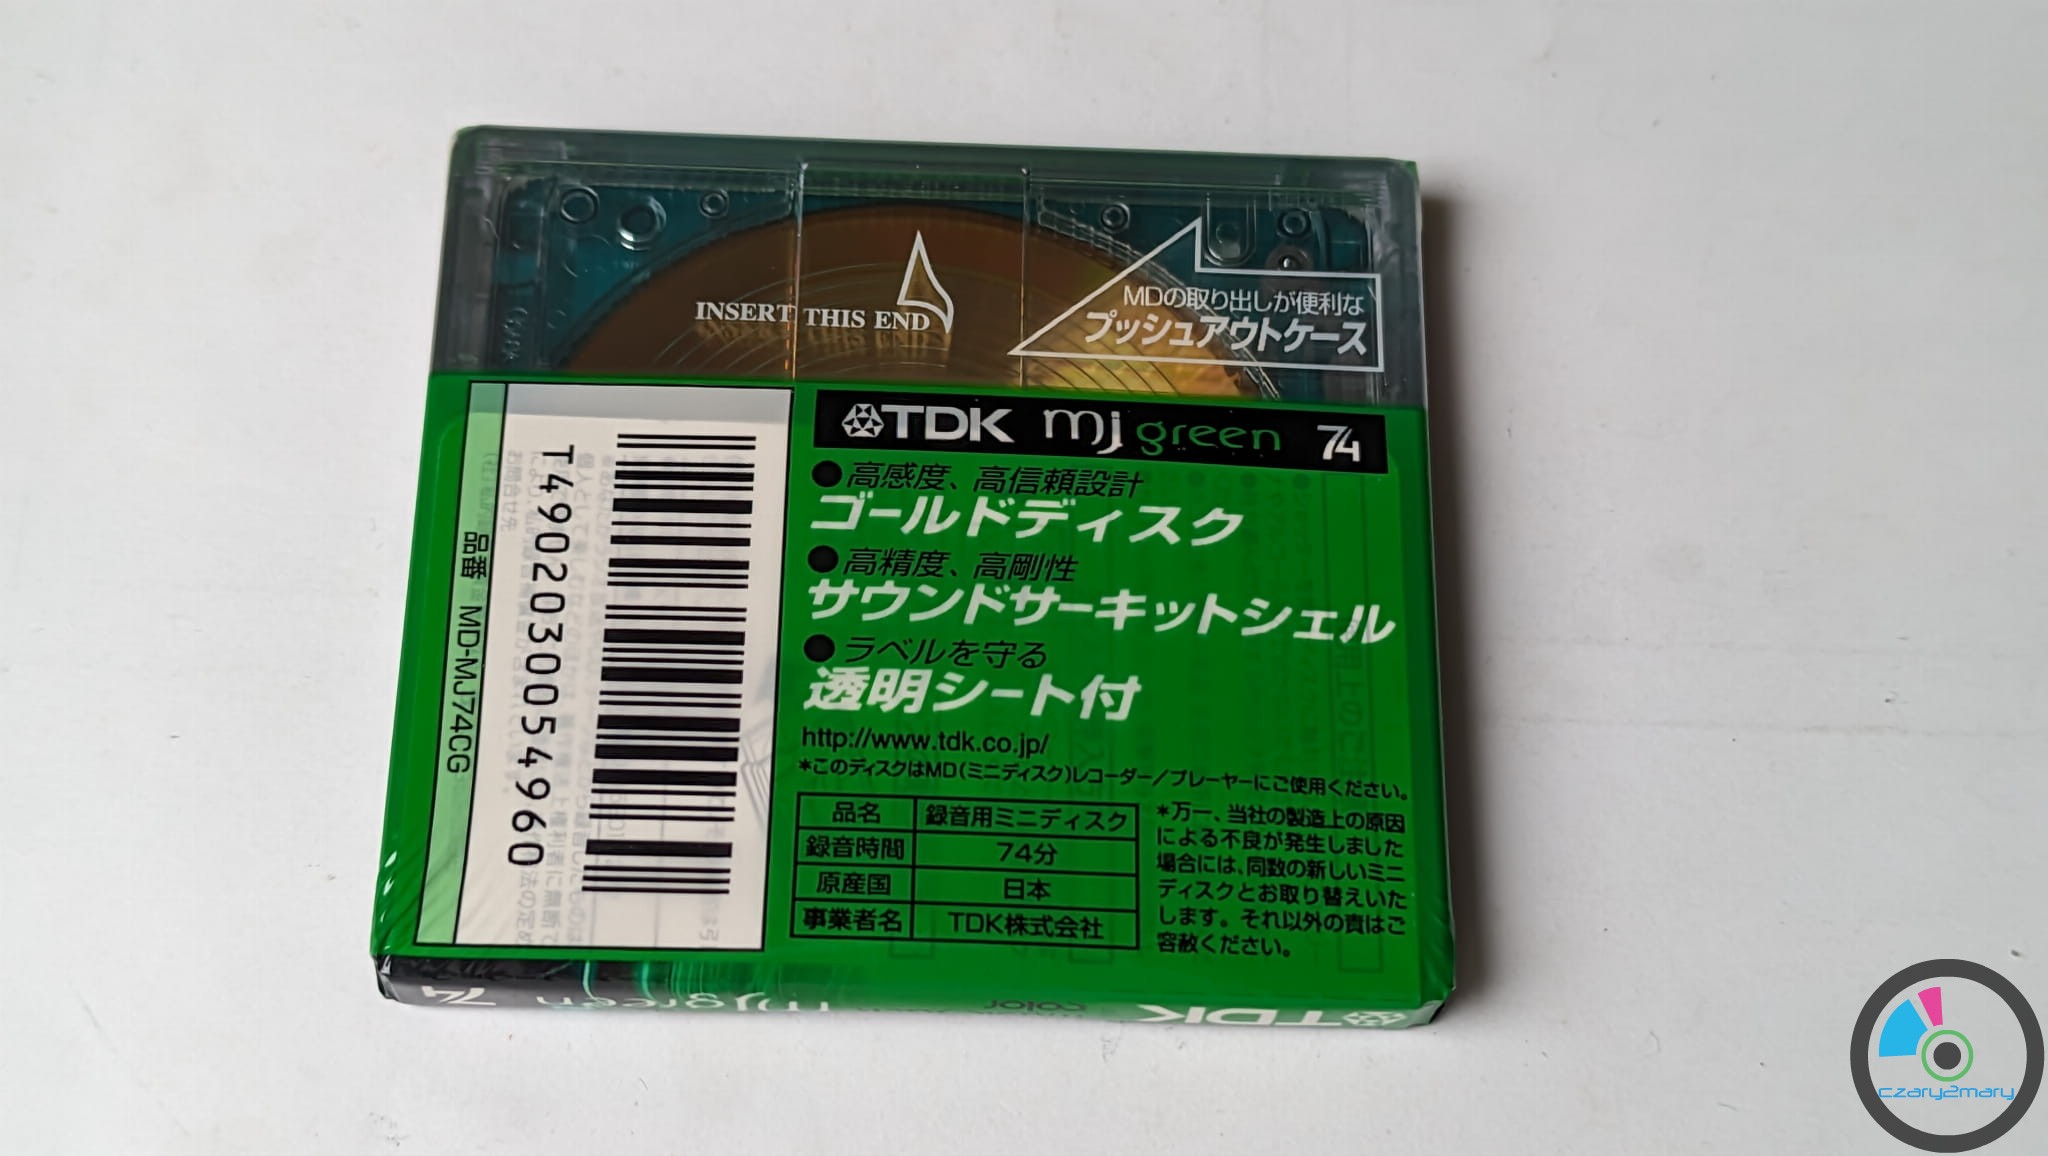 INSERT THIS END
MDの取り出しが便利な
プッシュアウトケース
TDK mj green 74
●高感度、高信頼設計
ゴールドディスク
●高精度、高剛性
サウンドサーキットシェル
●ラベルを守る
透明シート付
http://www.tdk.co.jp/
*このディスクはMD(ミニディスク)レコーダー/プレーヤーにご使用ください。
品名 録音用ミニディスク
録音時間 74分
原産国 日本
事業者名 TDK株式会社
*万一、当社の製造上の原因
による不良が発生しました
場合には、同数の新しいミニ
ディスクとお取り替えいた
します。それ以外の責はご
容赦ください。
T4902030054960
品番 MD-MJ74CG
TDK
color
mj green
74
czary2mary